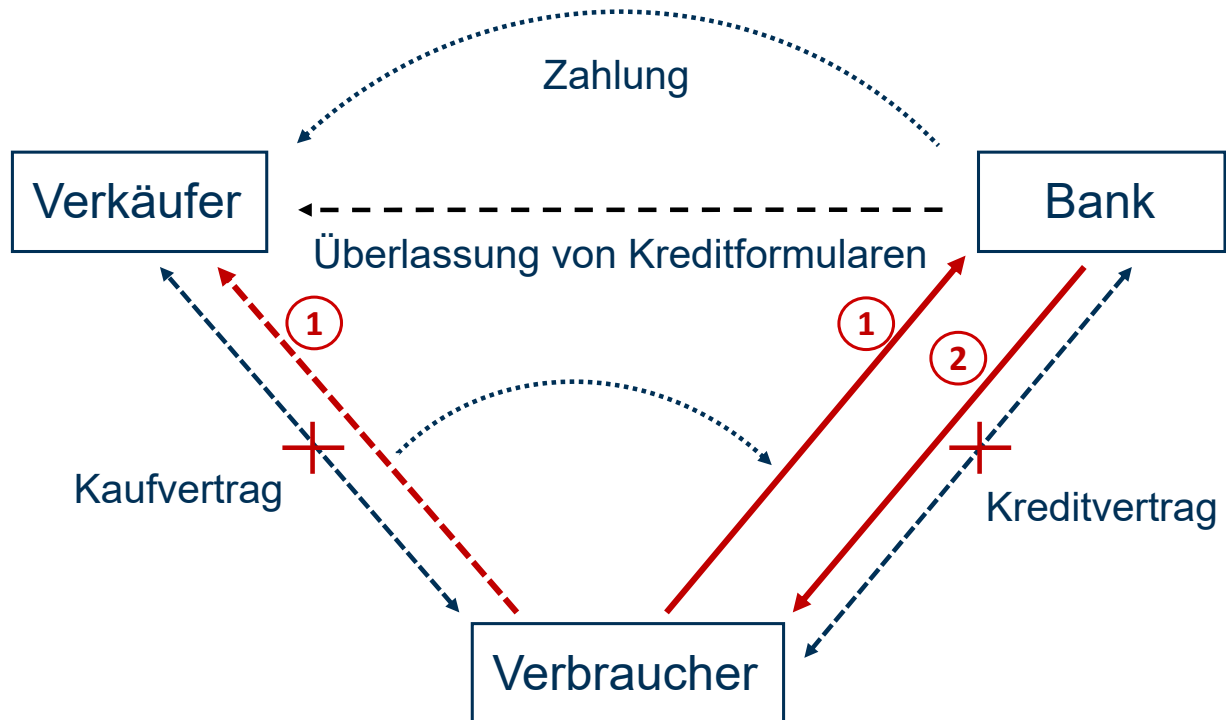 Zahlung
Verkäufer
Bank
Überlassung von Kreditformularen
1
1
2
Kaufvertrag
Kreditvertrag
Verbraucher